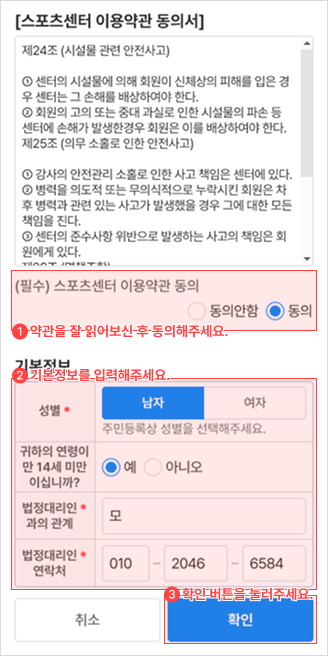 [스포츠센터 이용약관 동의서]
제24조 (시설물 관련 안전사고)
① 센터의 시설물에 의해 회원이 신체상의 피해를 입은 경
우 센터는 그 손해를 배상하여야 한다.
② 회원의 고의 또는 중대 과실로 인한 시설물의 파손 등
센터에 손해가 발생한경우 회원은 이를 배상하여야 한다.
제25조 (의무 소홀로 인한 안전사고)
① 강사의 안전관리 소홀로 인한 사고 책임은 센터에 있다.
② 병력을 의도적 또는 무의식적으로 누락시킨 회원은 차
후 병력과 관련 있는 사고가 발생했을 경우 그에 대한 모든
책임을 진다.
③ 센터의 준수사항 위반으로 발생하는 사고의 책임은 회
원에게 있다.
(필수) 스포츠센터 이용약관 동의
동의안함 동의
1 약관을 잘 읽어보신 후 동의해주세요.
기본정보
2 기본정보를 입력해주세요.
성별 * 남자 여자
주민등록상 성별을 선택해주세요.
귀하의 연령이
만 14세 미만
이십니까?
예 아니오
법정대리인 *
과의 관계
모
법정대리인 *
연락처
010 – 2046 – 6584
3 확인 버튼을 눌러주세요.
취소 확인